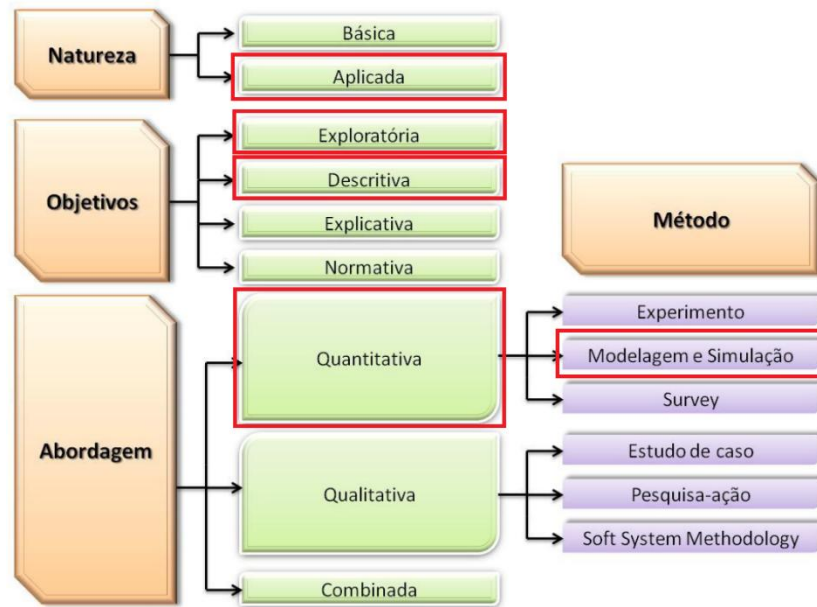 Natureza
Básica
Aplicada
Objetivos
Exploratória
Descritiva
Explicativa
Normativa
Método
Abordagem
Quantitativa
Experimento
Modelagem e Simulação
Survey
Qualitativa
Estudo de caso
Pesquisa-ação
Soft System Methodology
Combinada